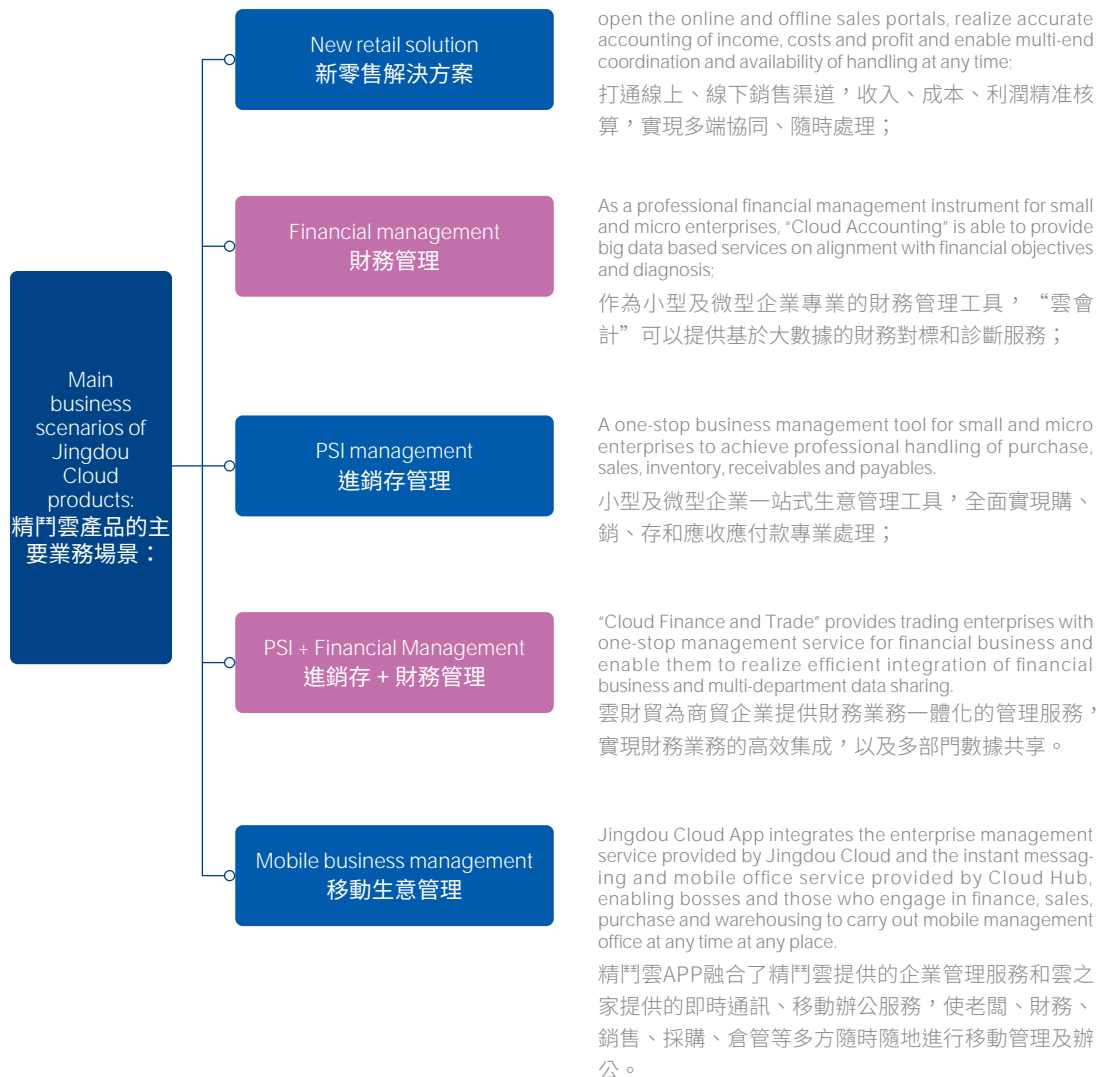 Main
business
scenarios of
Jingdou
Cloud
products:
精鬥雲產品的主
要業務場景：
New retail solution
新零售解決方案
open the online and offline sales portals, realize accurate
accounting of income, costs and profit and enable multi-end
coordination and availability of handling at any time;
打通線上、線下銷售渠道，收入、成本、利潤精准核
算，實現多端協同、隨時處理；
Financial management
財務管理
As a professional financial management instrument for small
and micro enterprises, “Cloud Accounting” is able to provide
big data based services on alignment with financial objectives
and diagnosis;
作為小型及微型企業專業的財務管理工具，“雲會
計”可以提供基於大數據的財務對標和診斷服務；
PSI management
進銷存管理
A one-stop business management tool for small and micro
enterprises to achieve professional handling of purchase,
sales, inventory, receivables and payables.
小型及微型企業一站式生意管理工具，全面實現購、
銷、存和應收應付款專業處理；
PSI + Financial Management
進銷存 + 財務管理
“Cloud Finance and Trade” provides trading enterprises with
one-stop management service for financial business and
enable them to realize efficient integration of financial
business and multi-department data sharing.
雲財貿為商貿企業提供財務業務一體化的管理服務，
實現財務業務的高效集成，以及多部門數據共享。
Mobile business management
移動生意管理
Jingdou Cloud App integrates the enterprise management
service provided by Jingdou Cloud and the instant messag-
ing and mobile office service provided by Cloud Hub,
enabling bosses and those who engage in finance, sales,
purchase and warehousing to carry out mobile management
office at any time at any place.
精鬥雲APP融合了精鬥雲提供的企業管理服務和雲之
家提供的即時通訊、移動辦公服務，使老闆、財務、
銷售、採購、倉管等多方隨時隨地進行移動管理及辦
公。